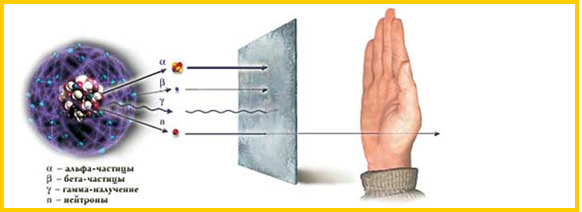 α
β
γ
n
α – альфа-частицы
β – бета-частицы
γ – гамма-излучение
n – нейтроны